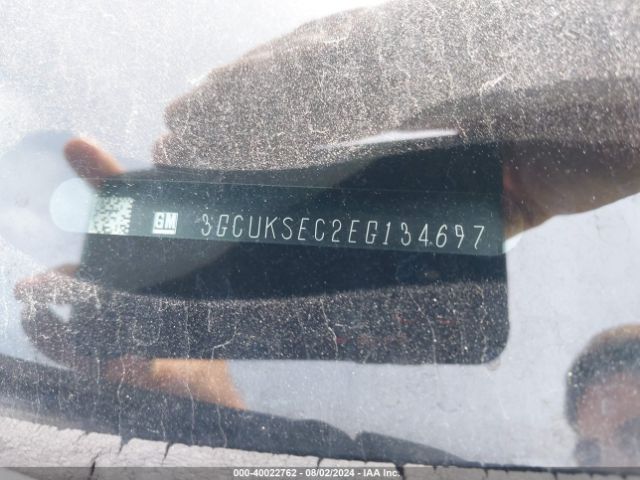 GM 3GCUKSEC2EG134697
000-40022762 - 08/02/2024 - IAA Inc.